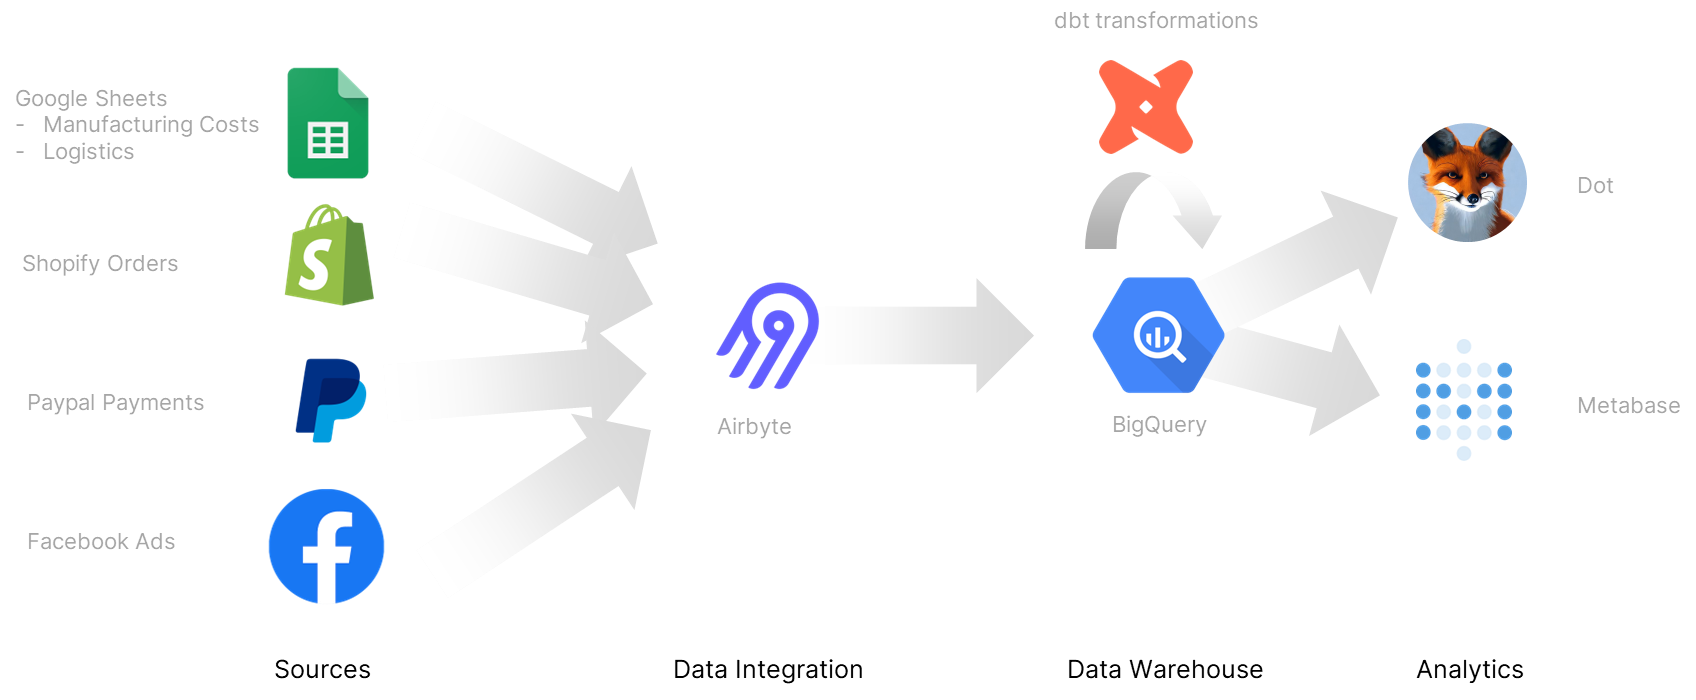 dbt transformations
Google Sheets
- Manufacturing Costs
- Logistics
Dot
Shopify Orders
Paypal Payments
Airbyte
BigQuery
Metabase
Facebook Ads
Sources
Data Integration
Data Warehouse
Analytics